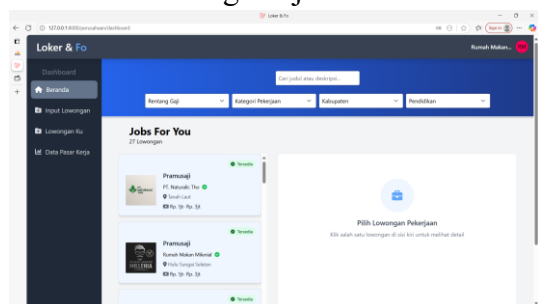 Loker & Fo
127.0.0.1:8000/perusahaan/dashboard
Sign in
Loker & Fo
Rumah Makan...
Dashboard
Beranda
Input Lowongan
Lowongan Ku
Data Pasar Kerja
Cari judul atau deskripsi...
Rentang Gaji
Kategori Pekerjaan
Kabupaten
Pendidikan
Jobs For You
27 Lowongan
Tersedia
Pramusaji
PT. Naturalic Tho
Tanah Laut
Rp. 1jt- Rp. 3jt
Tersedia
Pramusaji
Rumah Makan Milenial
Hulu Sungai Selatan
Rp. 1jt- Rp. 3jt
Tersedia
Pilih Lowongan Pekerjaan
Klik salah satu lowongan di sisi kiri untuk melihat detail